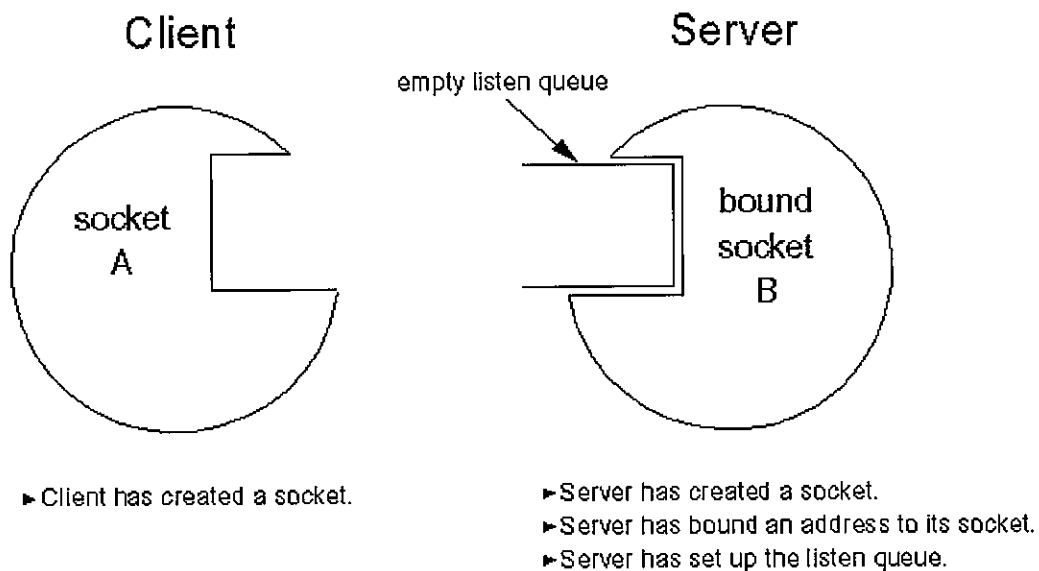 Client
Server
empty listen queue
socket
A
bound
socket
B
►Client has created a socket.
►Server has created a socket.
►Server has bound an address to its socket.
►Server has set up the listen queue.